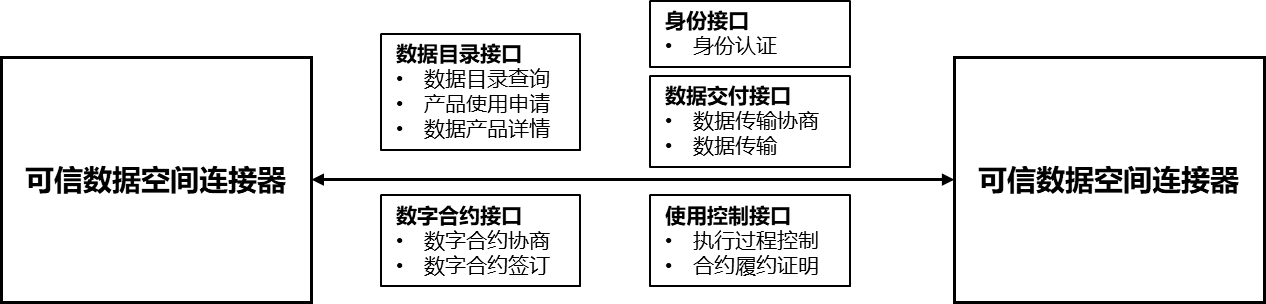 可信数据空间连接器
数据目录接口
• 数据目录查询
• 产品使用申请
• 数据产品详情
身份接口
• 身份认证
数据交付接口
• 数据传输协商
• 数据传输
数字合约接口
• 数字合约协商
• 数字合约签订
使用控制接口
• 执行过程控制
• 合约履约证明
可信数据空间连接器